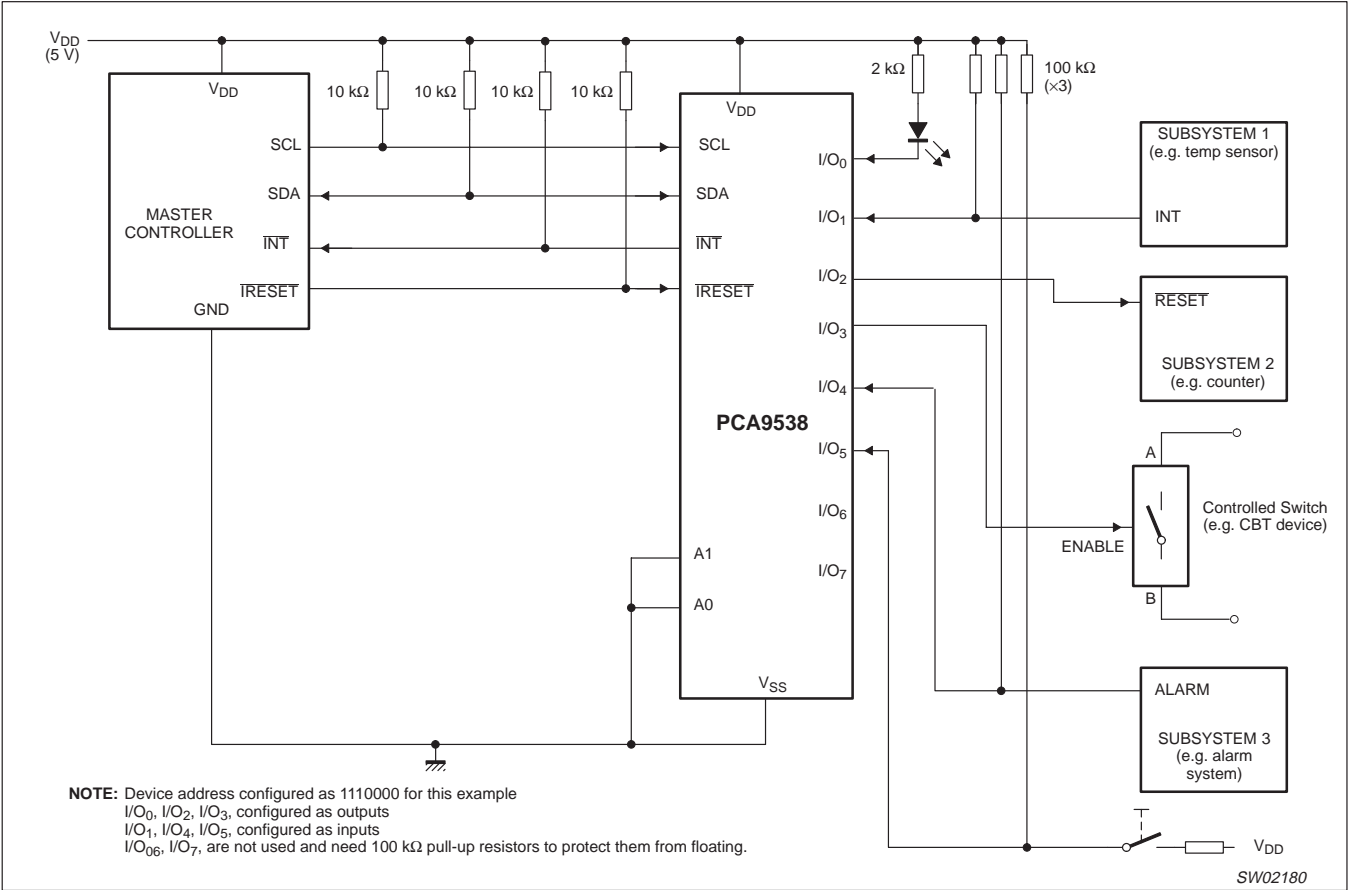 VDD
(5 V)
VDD
SCL
SDA
MASTER
CONTROLLER
INT
IRESET
GND
10 kΩ
10 kΩ
10 kΩ
10 kΩ
VDD
SCL
SDA
INT
IRESET
PCA9538
A1
A0
VSS
I/O0
I/O1
I/O2
I/O3
I/O4
I/O5
I/O6
I/O7
2 kΩ
100 kΩ
(×3)
SUBSYSTEM 1
(e.g. temp sensor)
INT
RESET
SUBSYSTEM 2
(e.g. counter)
A
Controlled Switch
(e.g. CBT device)
ENABLE
B
ALARM
SUBSYSTEM 3
(e.g. alarm
system)
VDD
NOTE: Device address configured as 1110000 for this example
I/O0, I/O2, I/O3, configured as outputs
I/O1, I/O4, I/O5, configured as inputs
I/O06, I/O7, are not used and need 100 kΩ pull-up resistors to protect them from floating.
SW02180